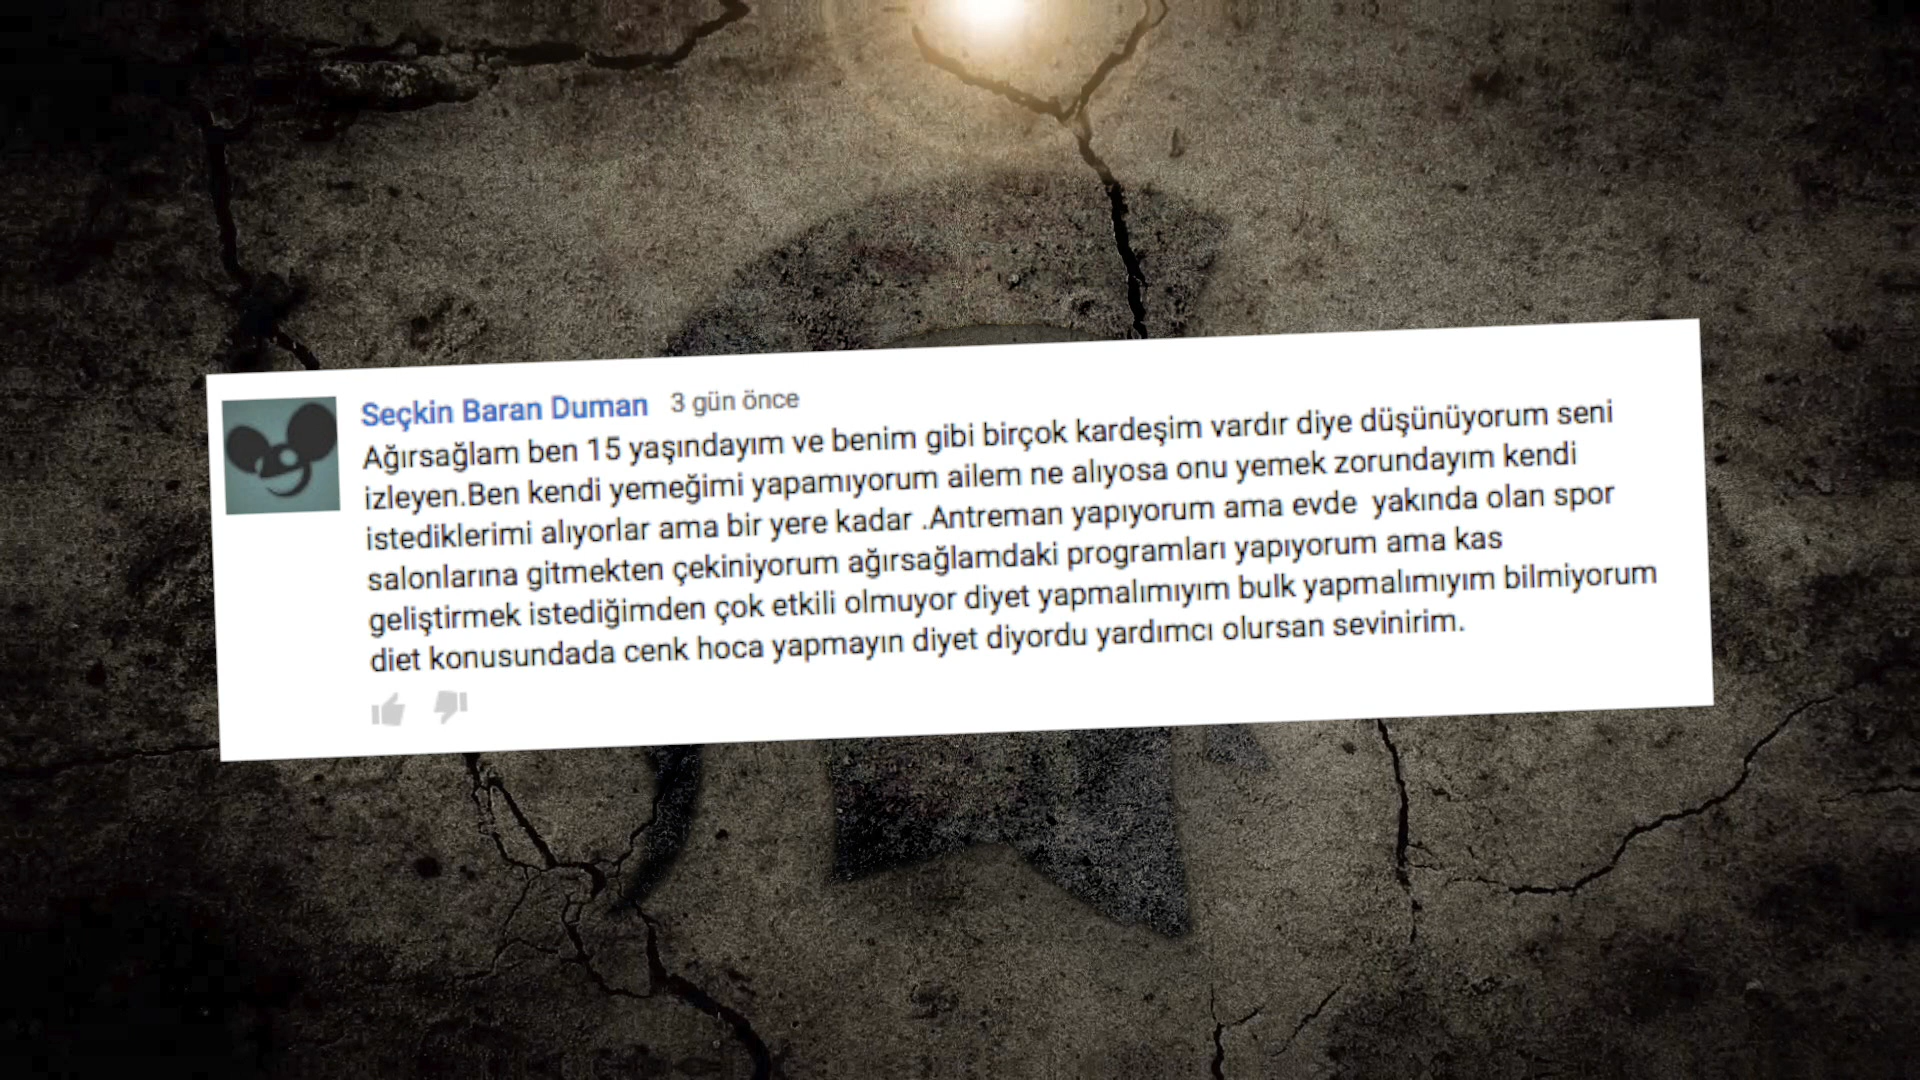 Seçkin Baran Duman 3 gün önce
Ağırsağlam ben 15 yaşındayım ve benim gibi birçok kardeşim vardır diye düşünüyorum seni
izleyen.Ben kendi yemeğimi yapamıyorum ailem ne alıyosa onu yemek zorundayım kendi
istediklerimi alıyorlar ama bir yere kadar .Antreman yapıyorum ama evde yakında olan spor
salonlarına gitmekten çekiniyorum ağırsağlamdaki programları yapıyorum ama kas
geliştirmek istediğimden çok etkili olmuyor diyet yapmalımıyım bulk yapmalımıyım bilmiyorum
diet konusundada cenk hoca yapmayın diyet diyordu yardımcı olursan sevinirim.